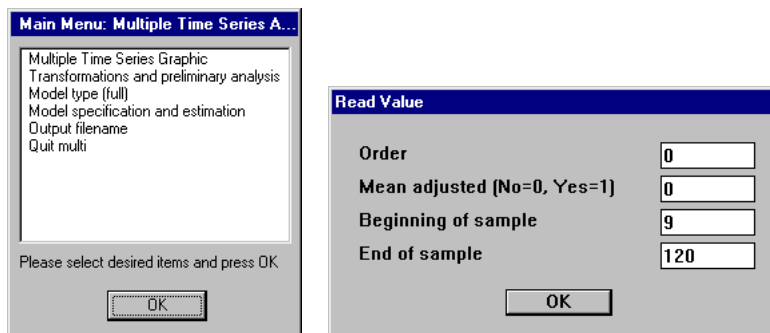 Main Menu: Multiple Time Series A...
Multiple Time Series Graphic
Transformations and preliminary analysis
Model type (full)
Model specification and estimation
Output filename
Quit multi
Please select desired items and press OK
OK
Read Value
Order 0
Mean adjusted (No=0, Yes=1) 0
Beginning of sample 9
End of sample 120
OK